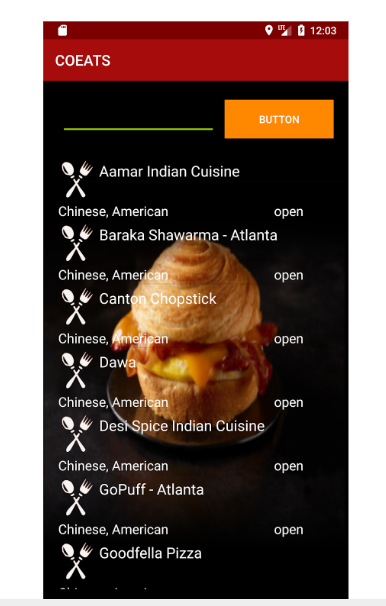 LTE 12:03
COEATS
BUTTON
Aamar Indian Cuisine
Chinese, American open
Baraka Shawarma - Atlanta
Chinese, American open
Canton Chopstick
Chinese, American open
Dawa
Chinese, American open
Desi Spice Indian Cuisine
Chinese, American open
GoPuff - Atlanta
Chinese, American open
Goodfella Pizza